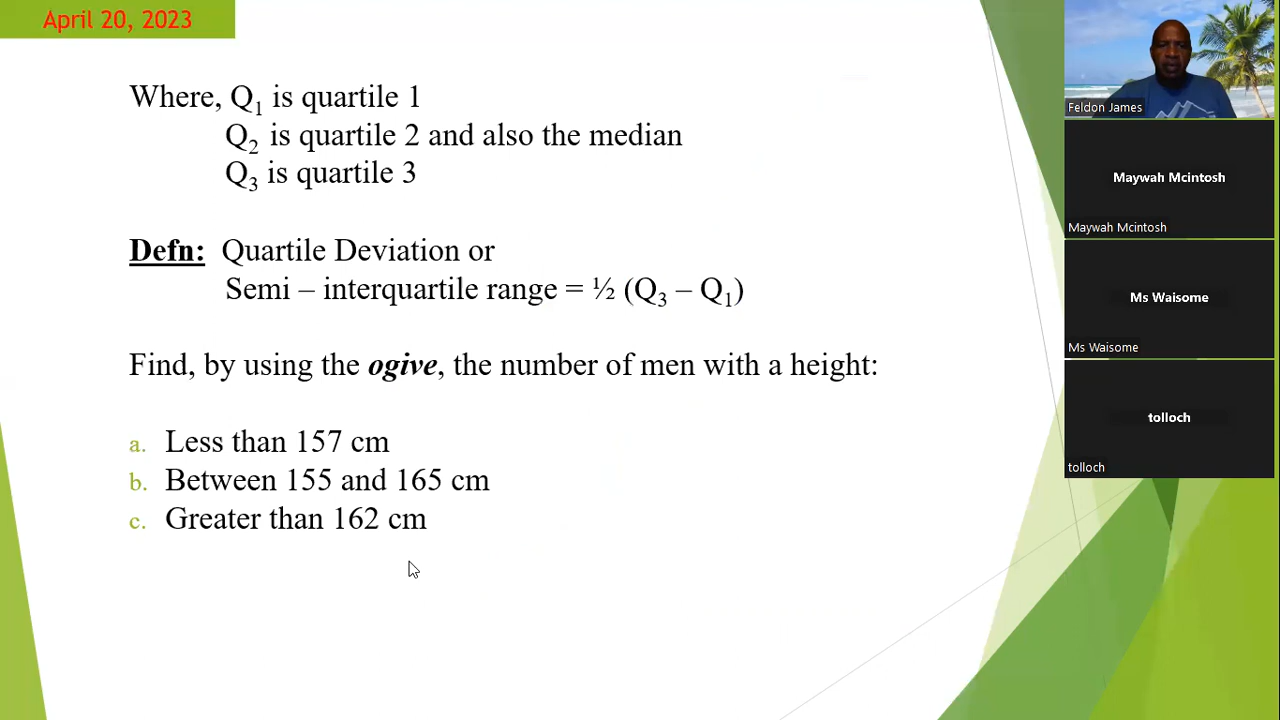 April 20, 2023
Where, Q₁ is quartile 1
Q₂ is quartile 2 and also the median
Q₃ is quartile 3
Defn: Quartile Deviation or
Semi – interquartile range = ½ (Q₃ – Q₁)
Find, by using the ogive, the number of men with a height:
a. Less than 157 cm
b. Between 155 and 165 cm
c. Greater than 162 cm
Feldon James
Maywah Mcintosh
Maywah Mcintosh
Ms Waisome
Ms Waisome
tolloch
tolloch